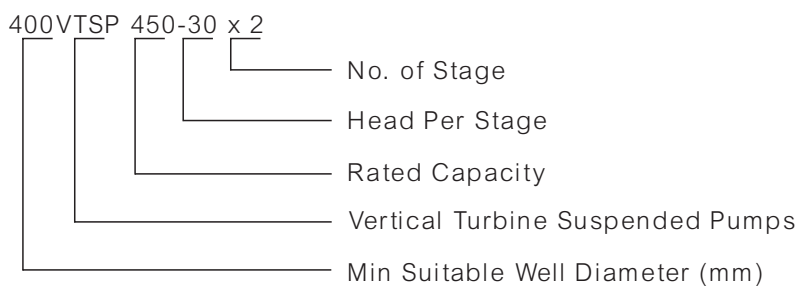 400VTSP 450-30 x 2
No. of Stage
Head Per Stage
Rated Capacity
Vertical Turbine Suspended Pumps
Min Suitable Well Diameter (mm)